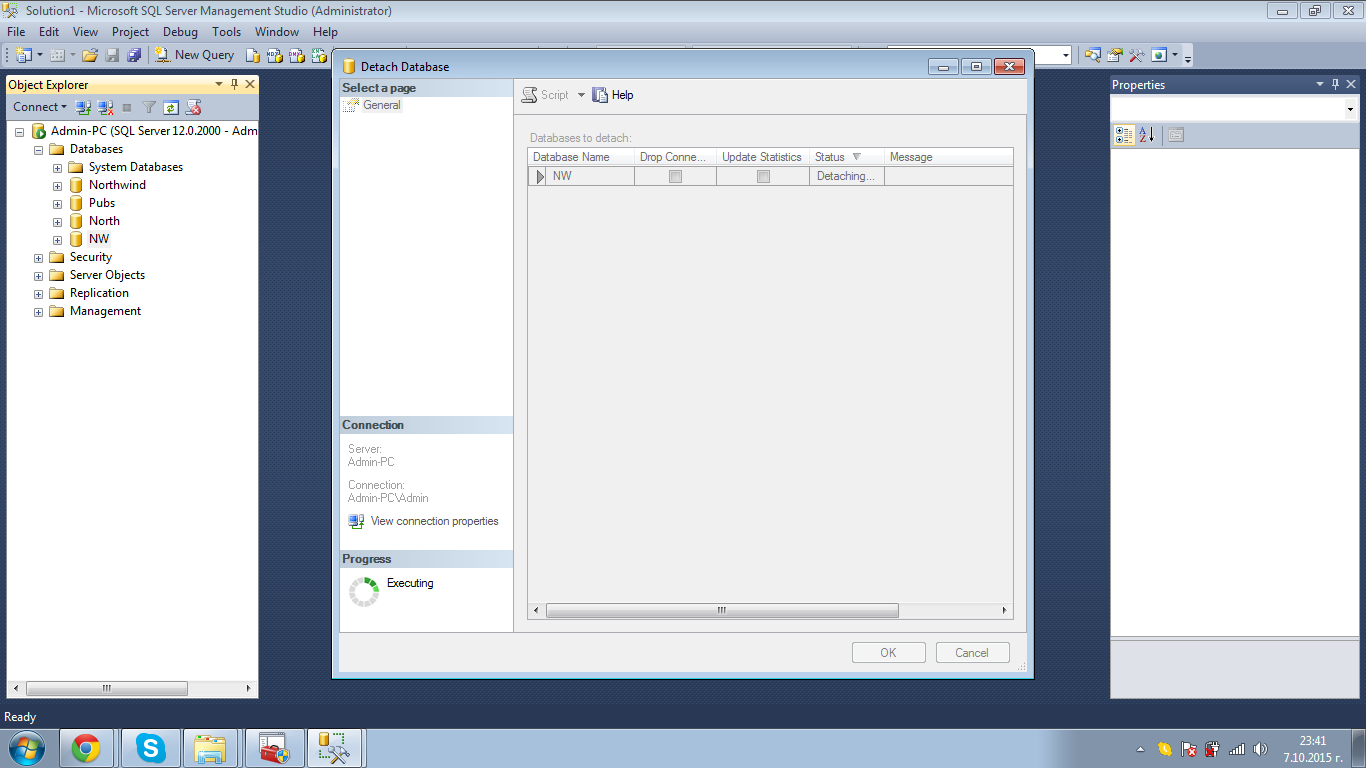 Solution1 - Microsoft SQL Server Management Studio (Administrator)
File Edit View Project Debug Tools Window Help
New Query
Object Explorer
Connect
Admin-PC (SQL Server 12.0.2000 - Adm
Databases
System Databases
Northwind
Pubs
North
NW
Security
Server Objects
Replication
Management
Detach Database
Select a page
General
Script Help
Databases to detach:
Database Name Drop Conne... Update Statistics Status Message
NW Detaching...
Connection
Server:
Admin-PC
Connection:
Admin-PC\Admin
View connection properties
Progress
Executing
OK Cancel
Properties
Ready
23:41
7.10.2015 г.